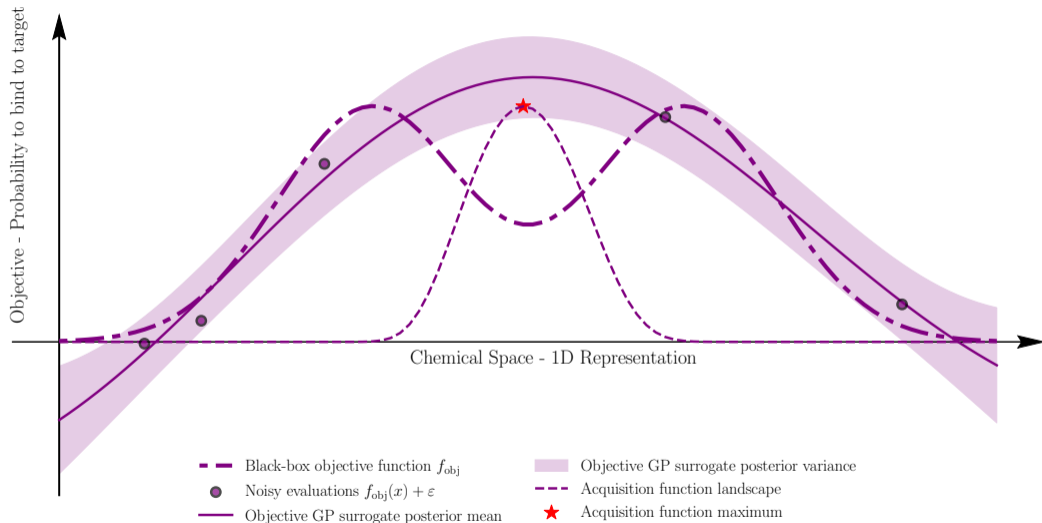 Objective - Probability to bind to target
Chemical Space - 1D Representation
Black-box objective function f_obj
Noisy evaluations f_obj(x) + ε
Objective GP surrogate posterior mean
Objective GP surrogate posterior variance
Acquisition function landscape
Acquisition function maximum